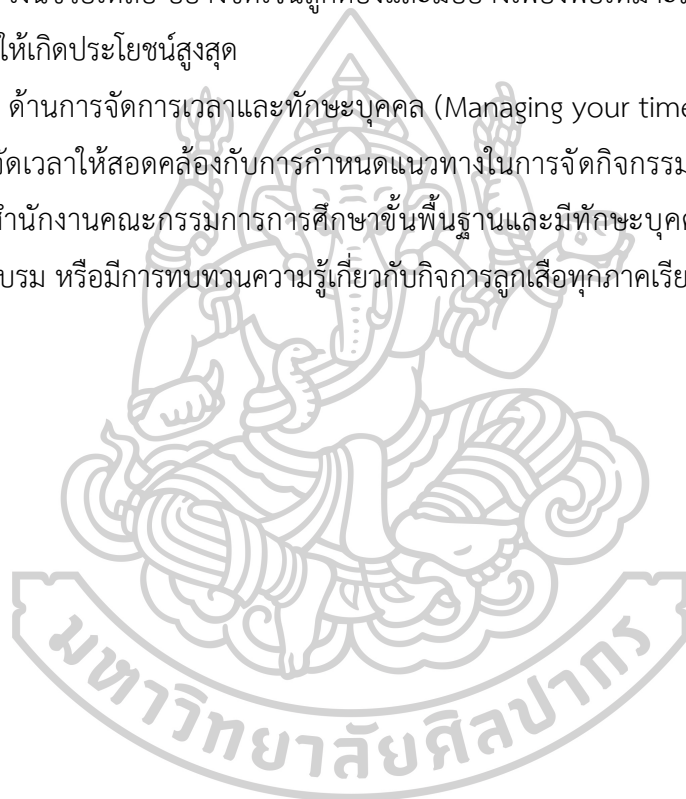 ให้เกิดประโยชน์สูงสุด
ด้านการจัดการเวลาและทักษะบุคคล (Managing your time
จัดเวลาให้สอดคล้องกับการกำหนดแนวทางในการจัดกิจกรรม
สำนักงานคณะกรรมการการศึกษาขั้นพื้นฐานและมีทักษะบุคค
บรม หรือมีการทบทวนความรู้เกี่ยวกับกิจการลูกเสือทุกภาคเรีย
มหาวิทยาลัยศิลปากร